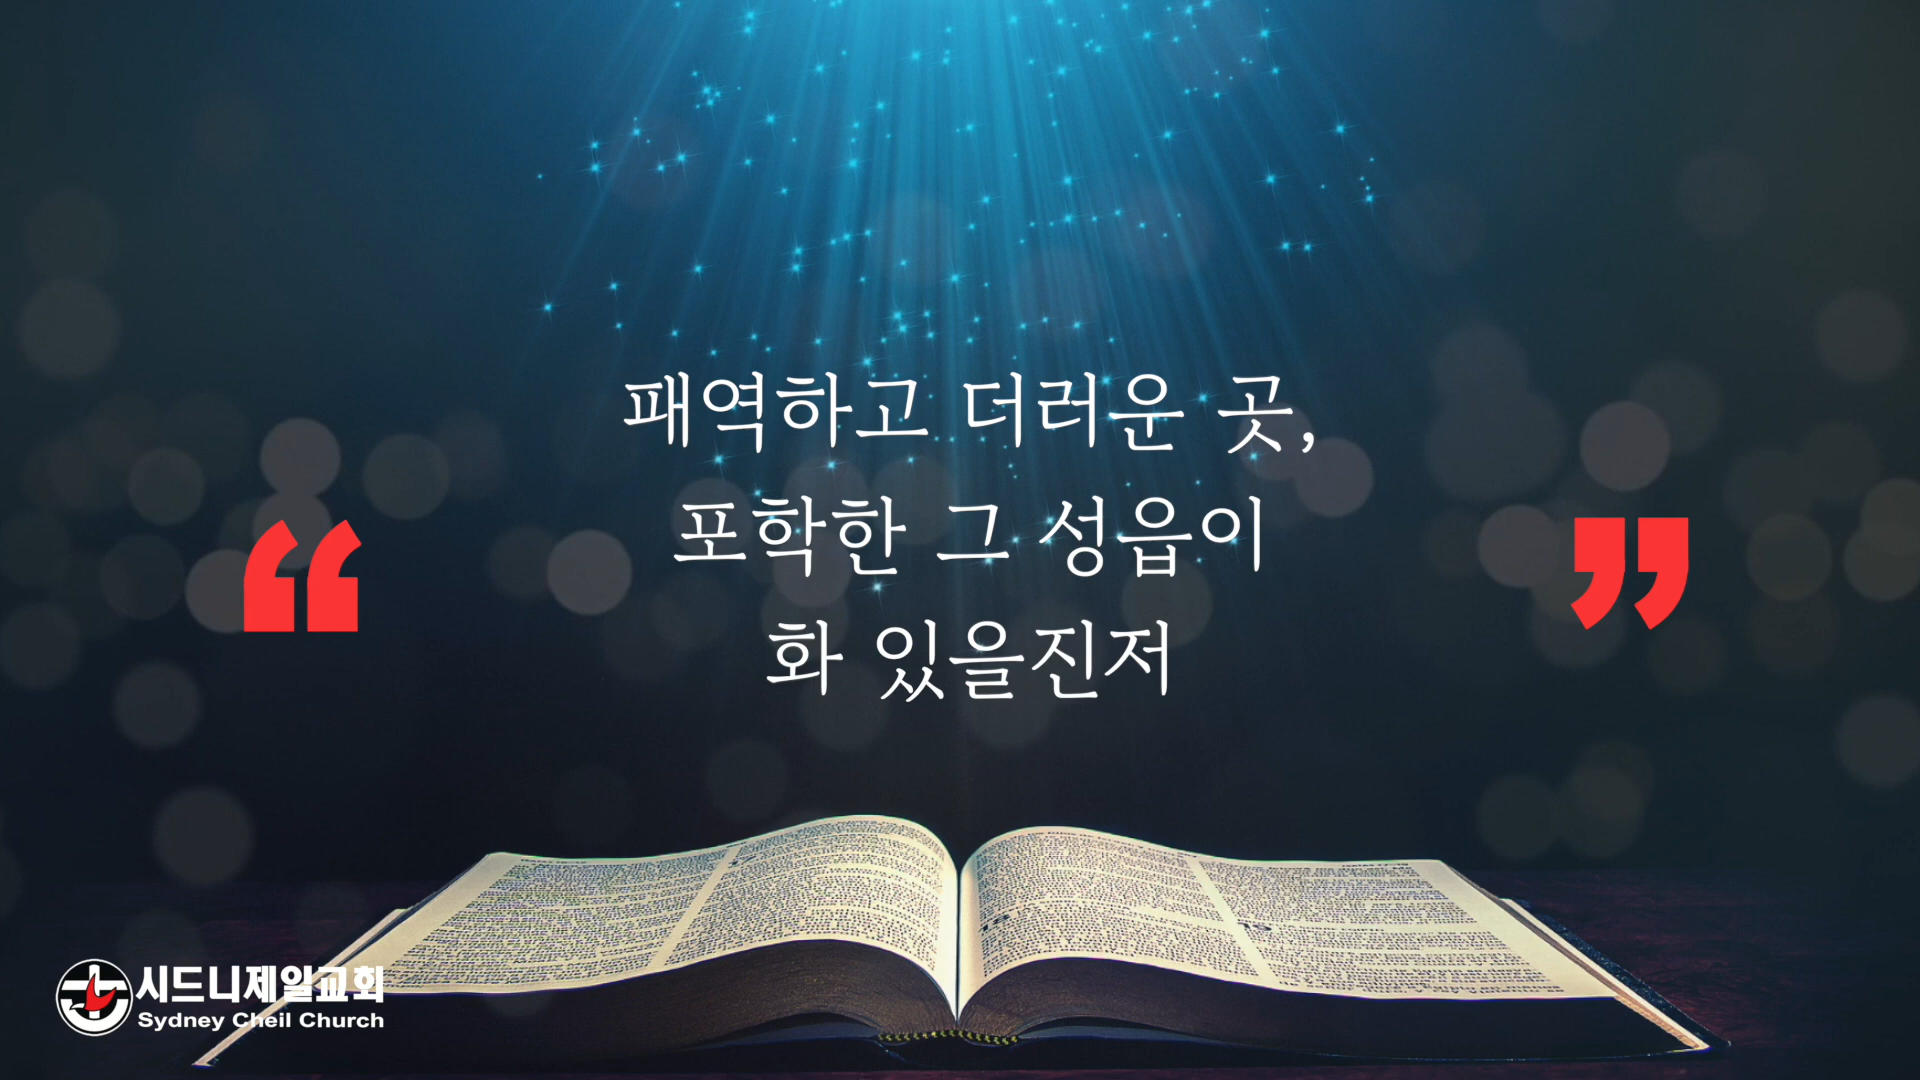 패역하고 더러운 곳,
포학한 그 성읍이
화 있을진저
시드니제일교회
Sydney Cheil Church